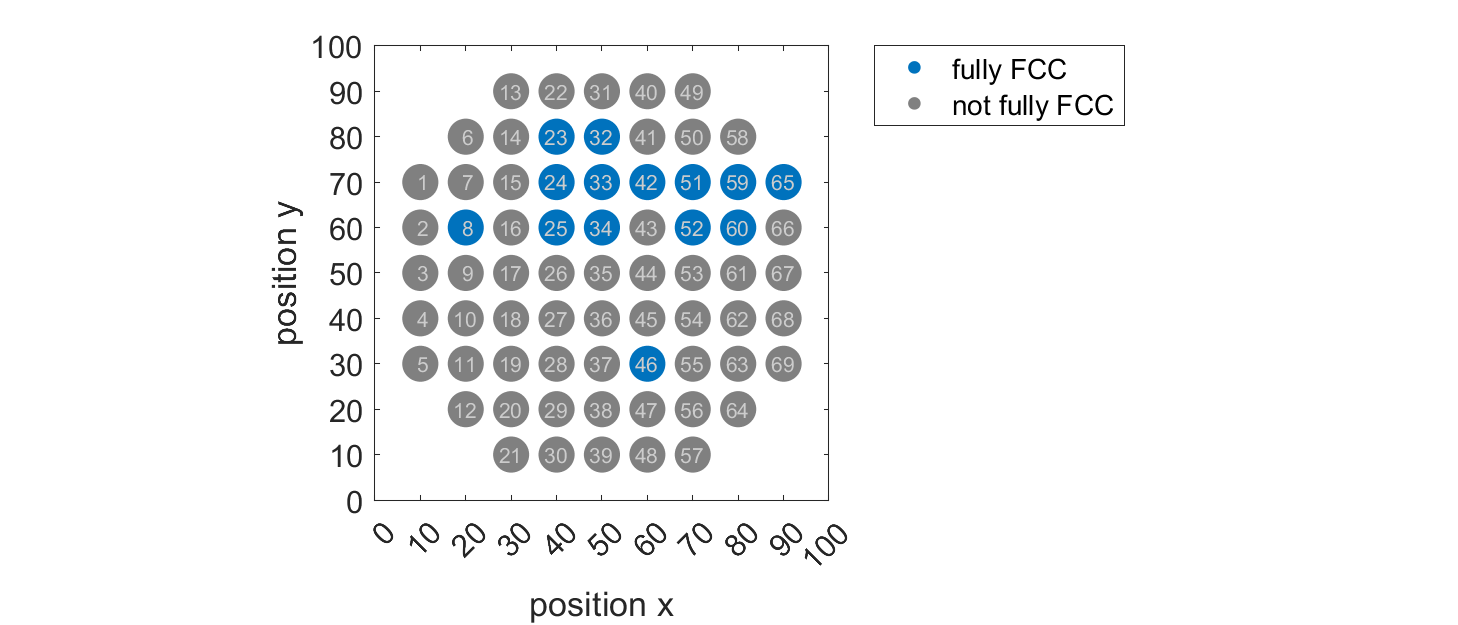 100
90 13 22 31 40 49
80 6 14 23 32 41 50 58
70 1 7 15 24 33 42 51 59 65
60 2 8 16 25 34 43 52 60 66
50 3 9 17 26 35 44 53 61 67
40 4 10 18 27 36 45 54 62 68
30 5 11 19 28 37 46 55 63 69
20 12 20 29 38 47 56 64
10 21 30 39 48 57
0
0 10 20 30 40 50 60 70 80 90 100
position x
position y
fully FCC
not fully FCC